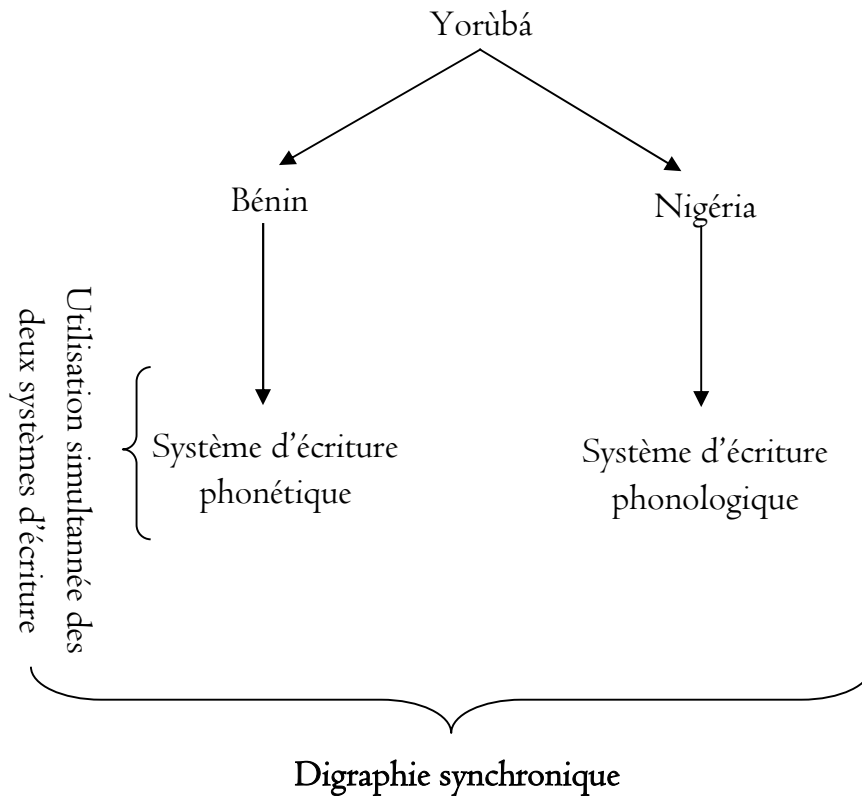 Yorùbá
Bénin
Nigéria
Utilisation simultannée des
deux systèmes d'écriture
Système d'écriture
phonétique
Système d'écriture
phonologique
Digraphie synchronique